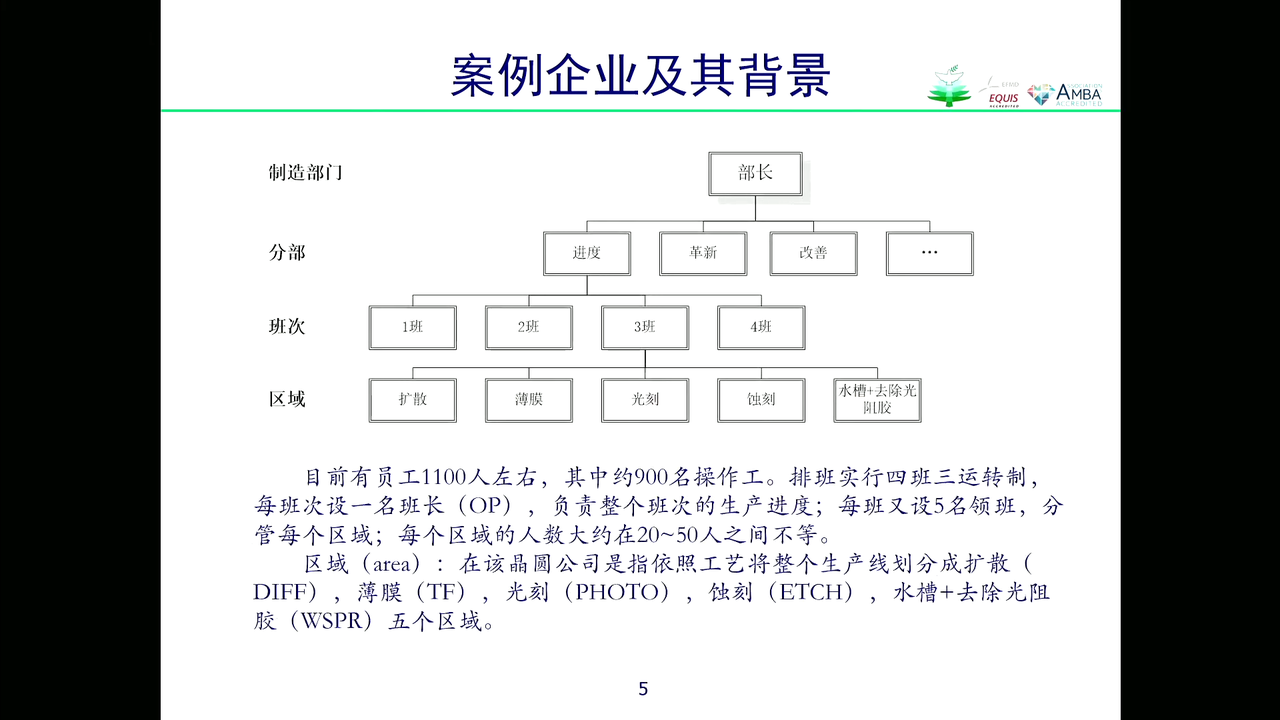 案例企业及其背景
EFMD
EQUIS
ACCREDITED
AMBA
ACCREDITED
制造部门
部长
分部
进度
革新
改善
…
班次
1班
2班
3班
4班
区域
扩散
薄膜
光刻
蚀刻
水槽+去除光
阻胶
目前有员工1100人左右，其中约900名操作工。排班实行四班三运转制，
每班次设一名班长（OP），负责整个班次的生产进度；每班又设5名领班，分
管每个区域；每个区域的人数大约在20~50人之间不等。
区域（area）：在该晶圆公司是指依照工艺将整个生产线划分成扩散（
DIFF），薄膜（TF），光刻（PHOTO），蚀刻（ETCH），水槽+去除光阻
胶（WSPR）五个区域。
5